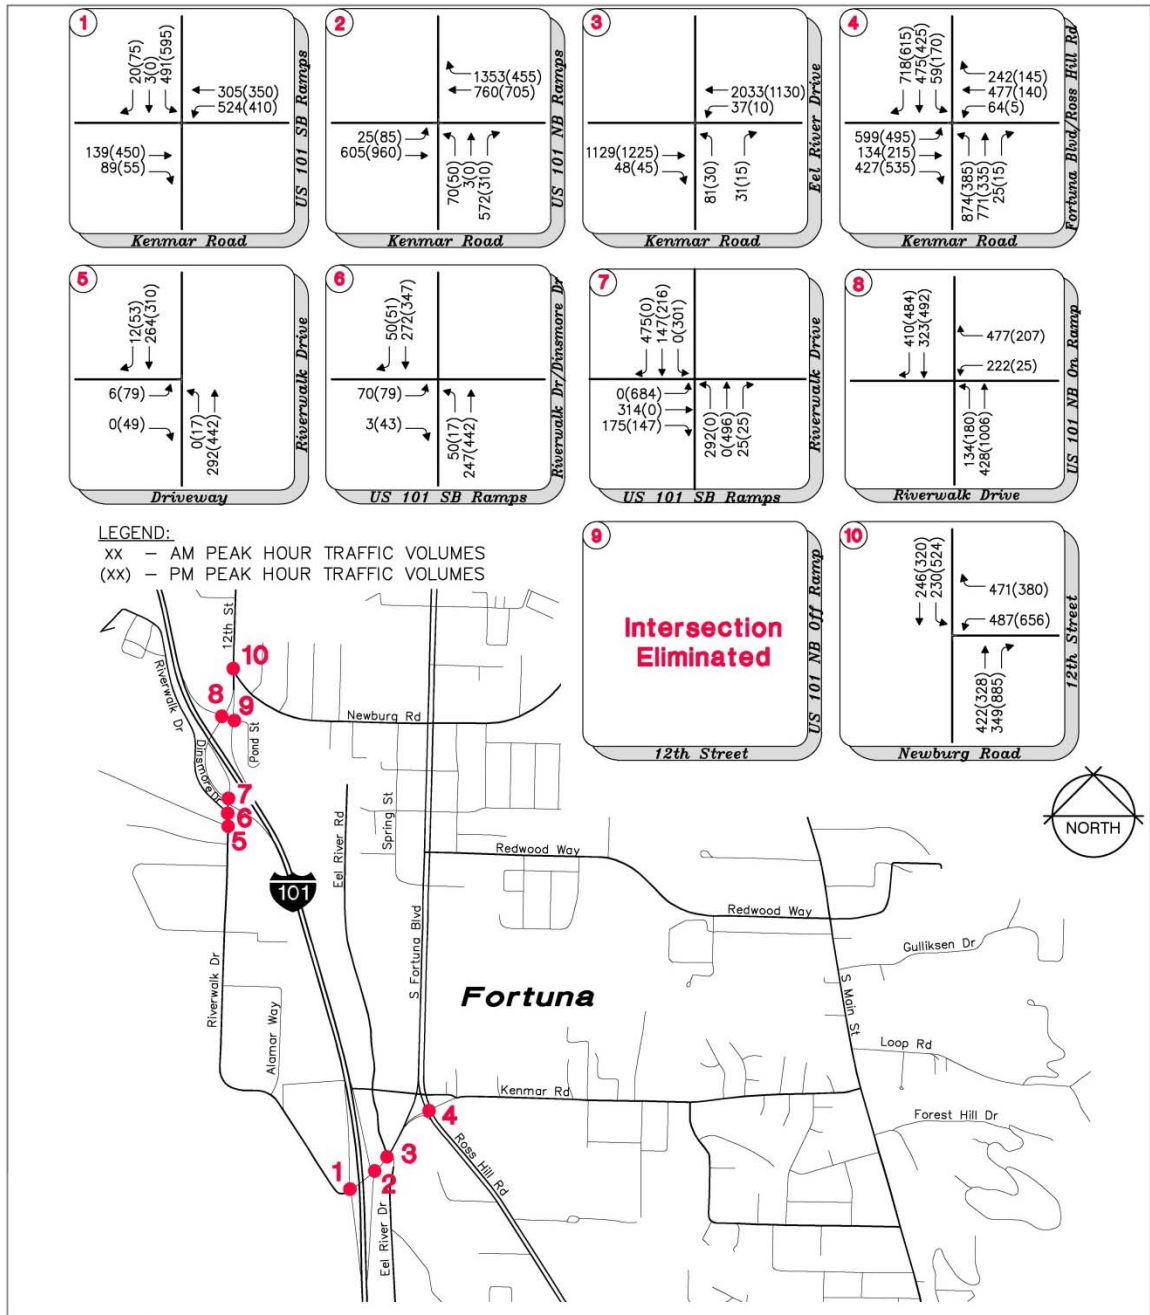 1
20(75)
3(0)
491(595)
305(350)
524(410)
139(450)
89(55)
US 101 SB Ramps
Kenmar Road
2
1353(455)
760(705)
25(85)
605(960)
70(50)
3(0)
572(310)
US 101 NB Ramps
Kenmar Road
3
2033(1130)
37(10)
1129(1225)
48(45)
81(30)
31(15)
Eel River Drive
Kenmar Road
4
718(615)
475(425)
59(170)
242(145)
477(140)
64(5)
599(495)
134(215)
427(535)
874(385)
771(335)
25(15)
Fortuna Blvd/Ross Hill Rd
Kenmar Road
5
12(53)
264(310)
6(79)
0(49)
0(17)
292(442)
Riverwalk Drive
Driveway
6
50(51)
272(347)
70(79)
3(43)
50(17)
247(442)
Riverwalk Dr/Dinsmore Dr
US 101 SB Ramps
7
475(0)
147(216)
0(301)
0(684)
314(0)
175(147)
292(0)
0(496)
25(25)
Riverwalk Drive
US 101 SB Ramps
8
410(484)
323(492)
477(207)
222(25)
134(180)
428(1006)
US 101 NB On Ramp
Riverwalk Drive
LEGEND:
xx – AM PEAK HOUR TRAFFIC VOLUMES
(xx) – PM PEAK HOUR TRAFFIC VOLUMES
9
Intersection
Eliminated
US 101 NB Off Ramp
12th Street
10
246(320)
230(524)
471(380)
487(656)
422(328)
349(885)
12th Street
Newburg Road
NORTH
12th St
10
Riverwalk Dr
8
9
Newburg Rd
Pond St
Dinsmore Dr
7
6
5
Spring St
Eel River Rd
Redwood Way
101
Redwood Way
Gulliksen Dr
S Fortuna Blvd
Riverwalk Dr
Fortuna
S Main St
Alamar Way
Loop Rd
Kenmar Rd
4
Forest Hill Dr
3
Ross Hill Rd
1
2
Eel River Dr